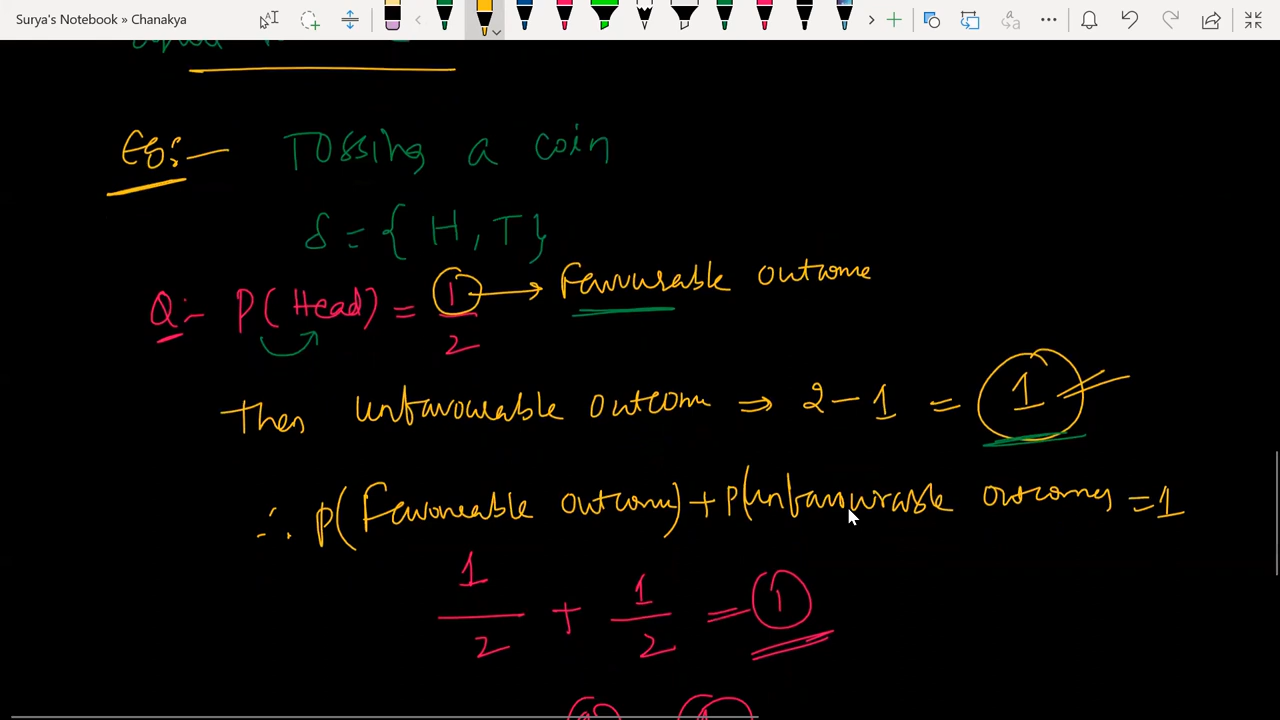 Surya's Notebook » Chanakya
Eg:-
Tossing a coin
S = { H, T }
Q:- P(Head) = 1/2 → Favourable outcome
Then unfavourable outcome ⇒ 2 - 1 = 1
∴ P(Favourable outcome) + P(unfavourable outcomes = 1
1/2 + 1/2 = 1